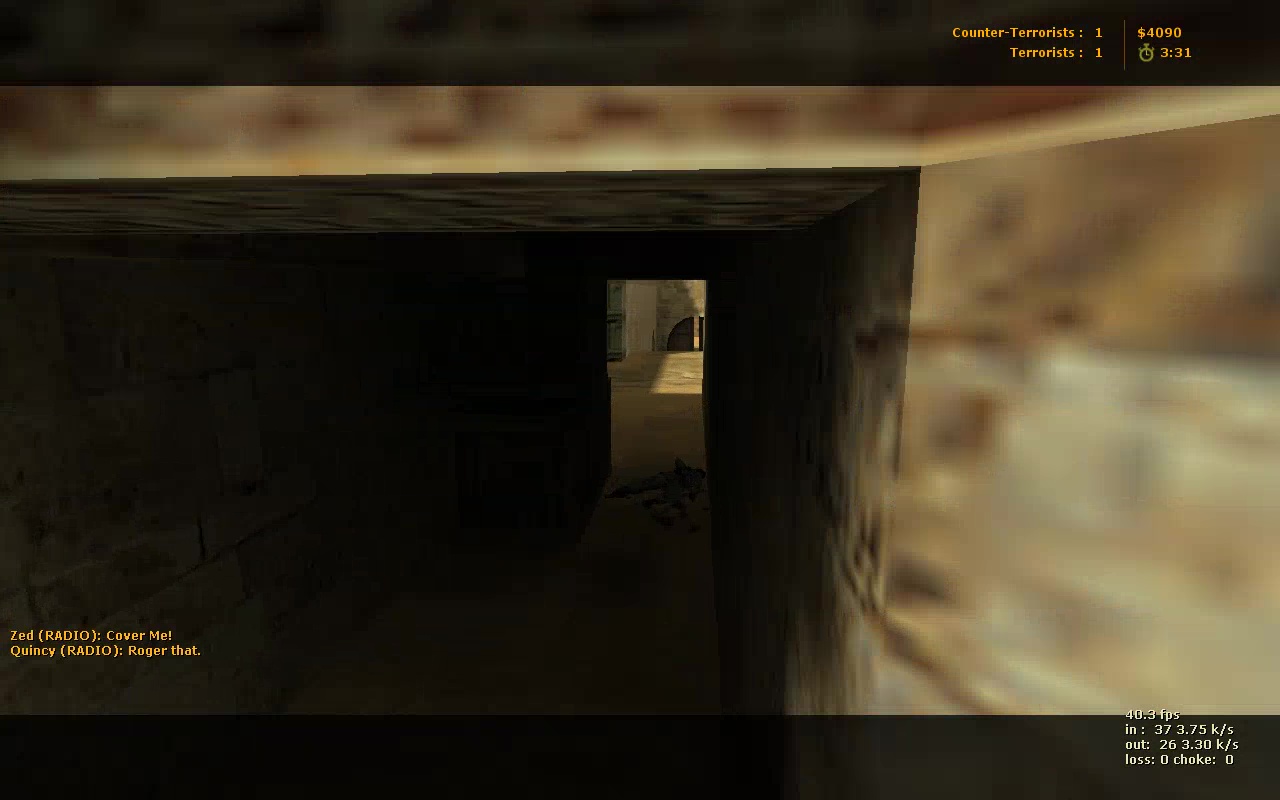 Counter-Terrorists : 1
$4090
Terrorists : 1
3:31
Zed (RADIO): Cover Me!
Quincy (RADIO): Roger that.
40.3 fps
in : 37 3.75 k/s
out: 26 3.30 k/s
loss: 0 choke: 0